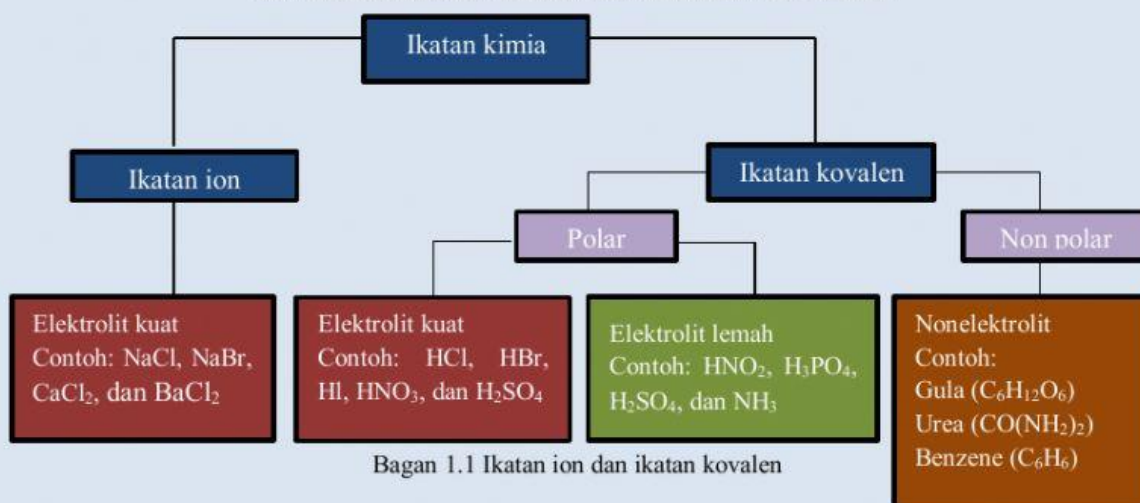 Ikatan kimia
Ikatan ion
Ikatan kovalen
Polar
Non polar
Elektrolit kuat
Contoh: NaCl, NaBr,
CaCl₂, dan BaCl₂
Elektrolit kuat
Contoh: HCl, HBr,
Hl, HNO₃, dan H₂SO₄
Elektrolit lemah
Contoh: HNO₂, H₃PO₄,
H₂SO₄, dan NH₃
Nonelektrolit
Contoh:
Gula (C₆H₁₂O₆)
Urea (CO(NH₂)₂)
Benzene (C₆H₆)
Bagan 1.1 Ikatan ion dan ikatan kovalen